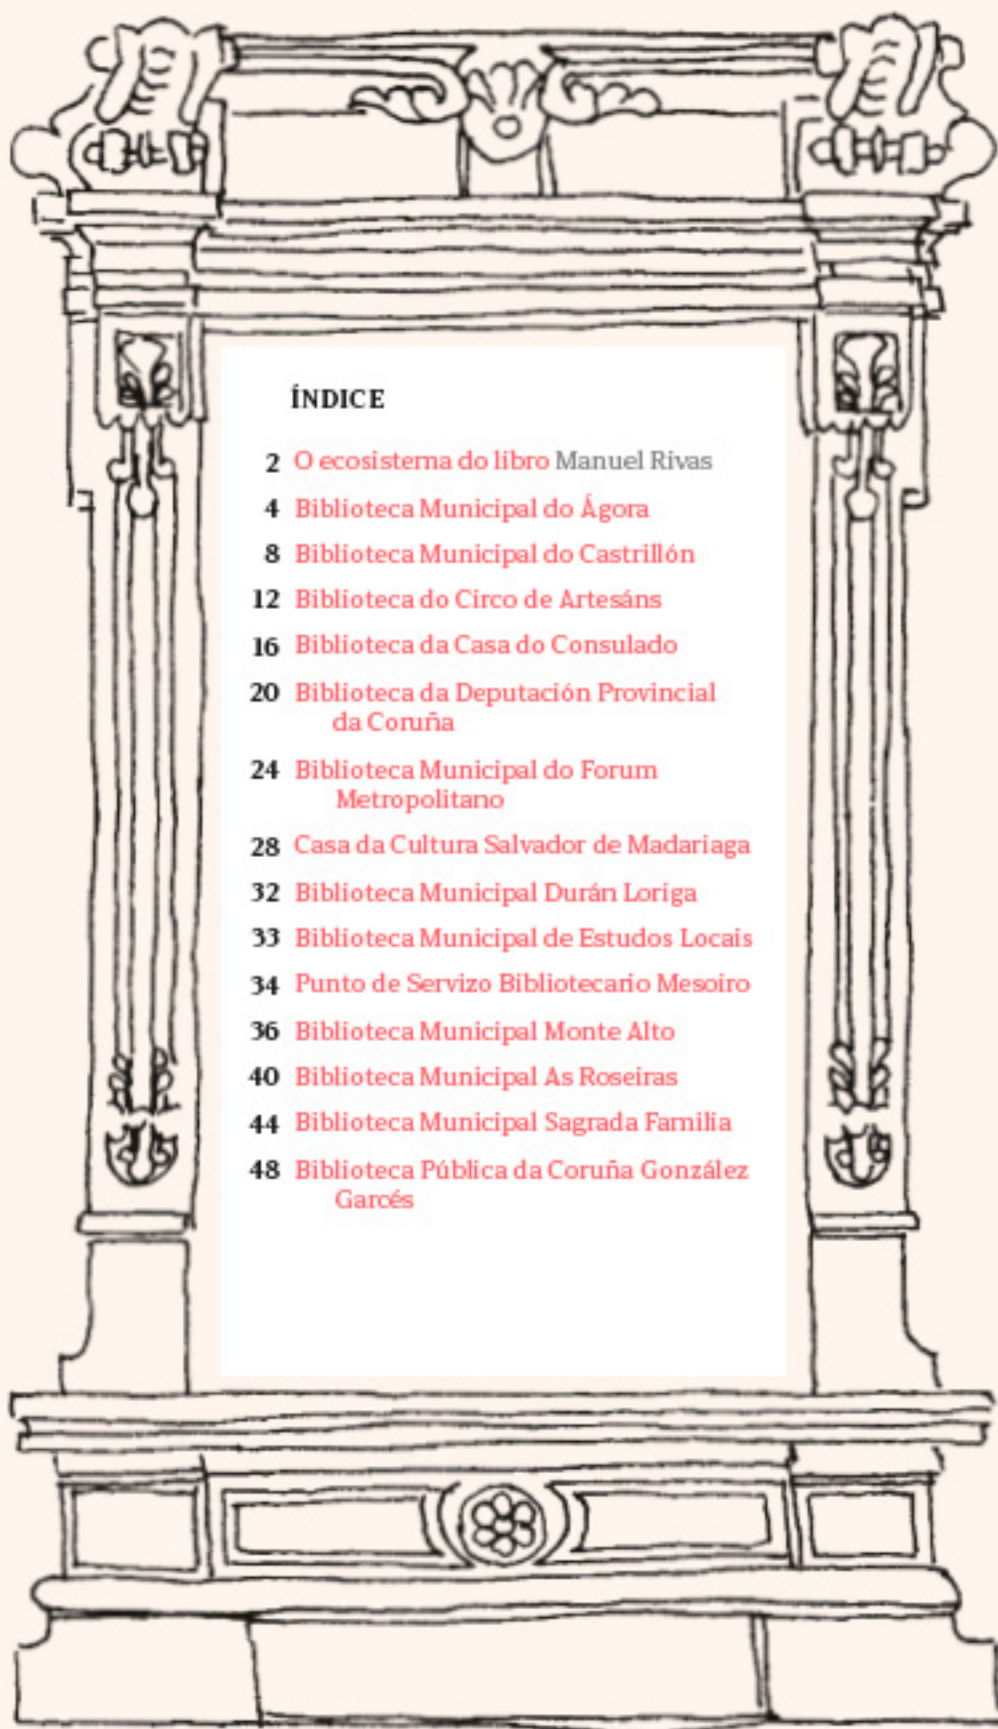 ÍNDICE
2 O ecosistema do libro Manuel Rivas
4 Biblioteca Municipal do Ágora
8 Biblioteca Municipal do Castrillón
12 Biblioteca do Circo de Artesáns
16 Biblioteca da Casa do Consulado
20 Biblioteca da Deputación Provincial
da Coruña
24 Biblioteca Municipal do Forum
Metropolitano
28 Casa da Cultura Salvador de Madariaga
32 Biblioteca Municipal Durán Loriga
33 Biblioteca Municipal de Estudos Locais
34 Punto de Servizo Bibliotecario Mesoiro
36 Biblioteca Municipal Monte Alto
40 Biblioteca Municipal As Roseiras
44 Biblioteca Municipal Sagrada Familia
48 Biblioteca Pública da Coruña González
Garcés